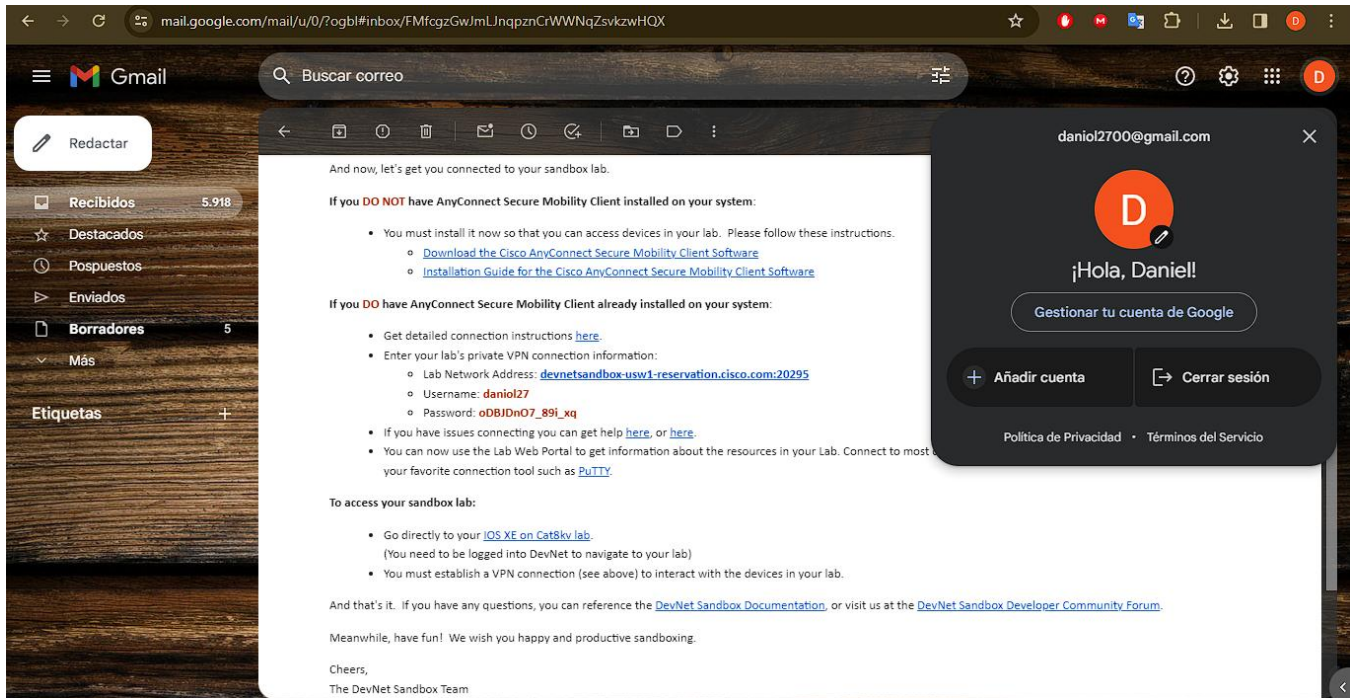 mail.google.com/mail/u/0/?ogbl#inbox/FMfcgzGwJmLJnqpznCrWWNqZsvkzwHQX
Gmail
Buscar correo
Redactar
Recibidos 5.918
Destacados
Pospuestos
Enviados
Borradores 5
Más
Etiquetas
And now, let's get you connected to your sandbox lab.
If you DO NOT have AnyConnect Secure Mobility Client installed on your system:
You must install it now so that you can access devices in your lab. Please follow these instructions.
Download the Cisco AnyConnect Secure Mobility Client Software
Installation Guide for the Cisco AnyConnect Secure Mobility Client Software
If you DO have AnyConnect Secure Mobility Client already installed on your system:
Get detailed connection instructions here.
Enter your lab's private VPN connection information:
Lab Network Address: devnetsandbox-usw1-reservation.cisco.com:20295
Username: daniol27
Password: oDBJDnO7_89i_xq
If you have issues connecting you can get help here, or here.
You can now use the Lab Web Portal to get information about the resources in your Lab. Connect to most
your favorite connection tool such as PuTTY.
To access your sandbox lab:
Go directly to your IOS XE on Cat8kv lab.
(You need to be logged into DevNet to navigate to your lab)
You must establish a VPN connection (see above) to interact with the devices in your lab.
And that's it. If you have any questions, you can reference the DevNet Sandbox Documentation, or visit us at the DevNet Sandbox Developer Community Forum.
Meanwhile, have fun! We wish you happy and productive sandboxing.
Cheers,
The DevNet Sandbox Team
daniol2700@gmail.com
D
¡Hola, Daniel!
Gestionar tu cuenta de Google
Añadir cuenta
Cerrar sesión
Política de Privacidad • Términos del Servicio